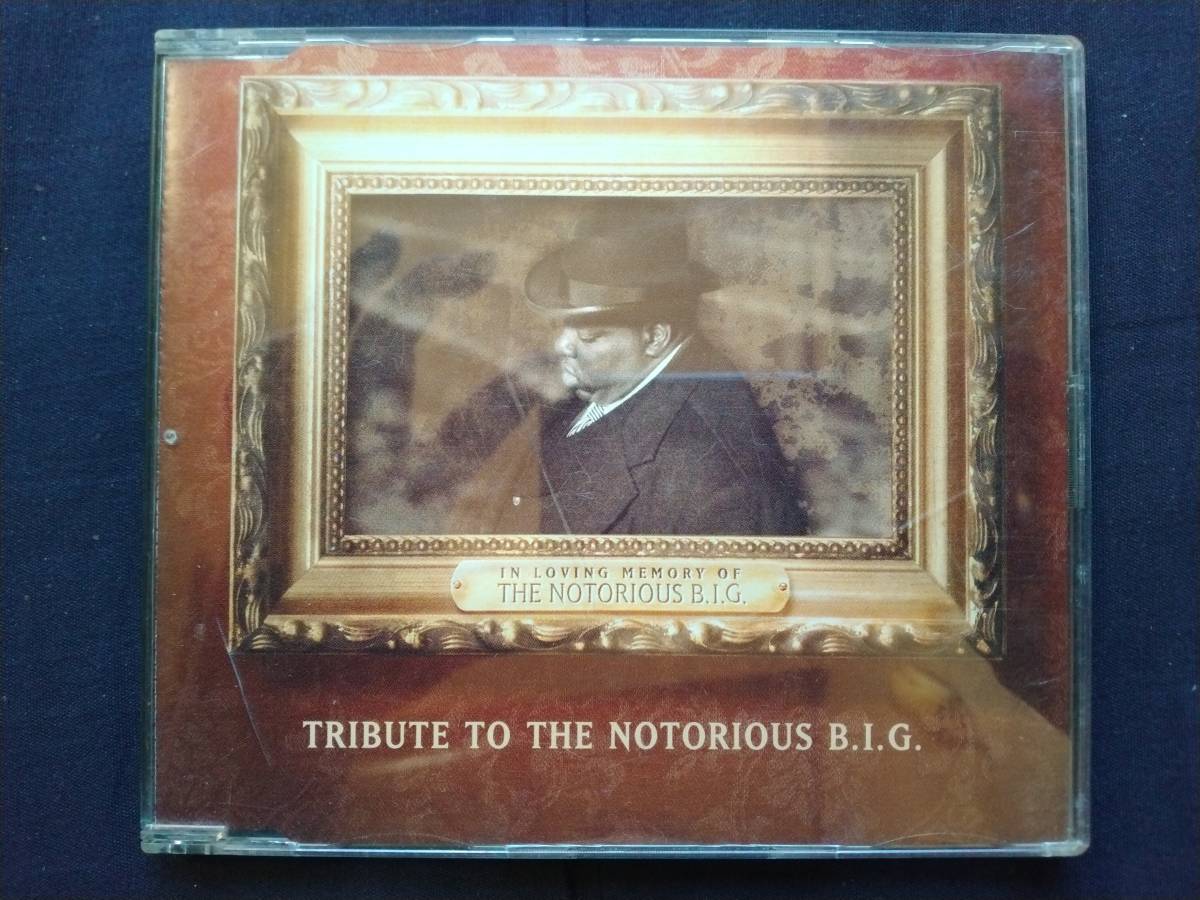 IN LOVING MEMORY OF
THE NOTORIOUS B.I.G.
TRIBUTE TO THE NOTORIOUS B.I.G.